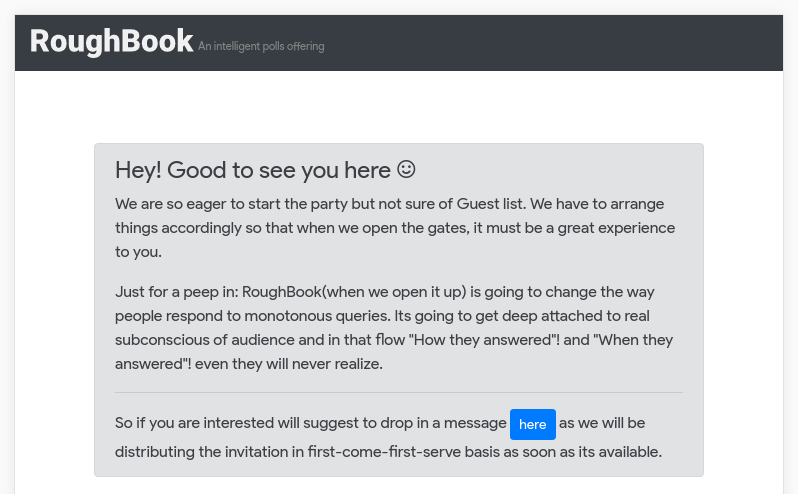 RoughBook An intelligent polls offering
Hey! Good to see you here ☺
We are so eager to start the party but not sure of Guest list. We have to arrange
things accordingly so that when we open the gates, it must be a great experience
to you.
Just for a peep in: RoughBook(when we open it up) is going to change the way
people respond to monotonous queries. Its going to get deep attached to real
subconscious of audience and in that flow "How they answered"! and "When they
answered"! even they will never realize.
So if you are interested will suggest to drop in a message here as we will be
distributing the invitation in first-come-first-serve basis as soon as its available.